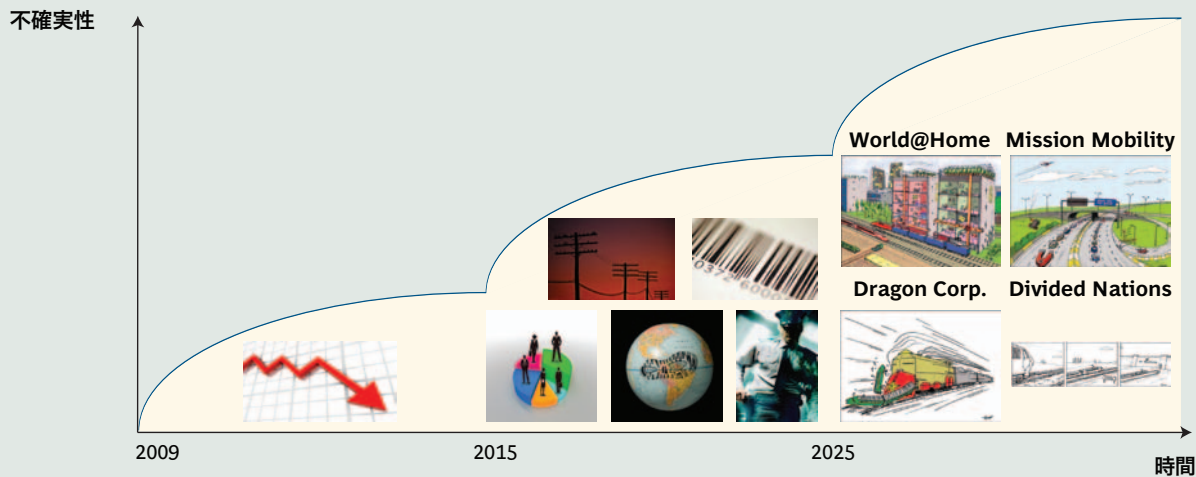 不確実性
World@Home
Mission Mobility
Dragon Corp.
Divided Nations
2009
2015
2025
時間